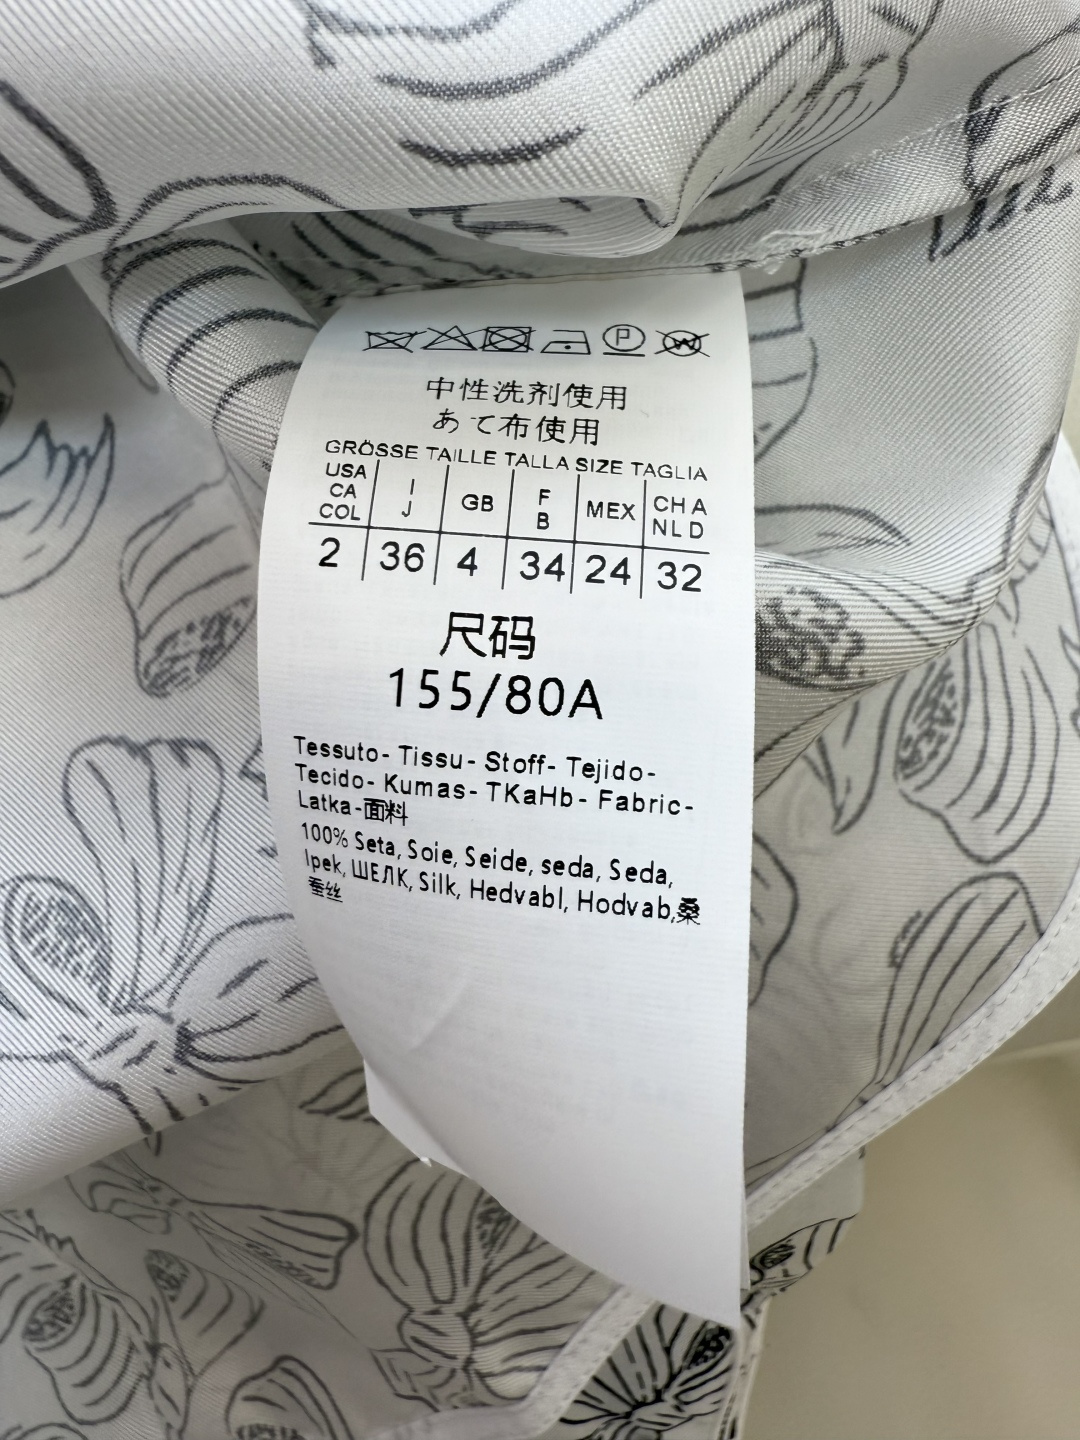 P W
中性洗剤使用
あて布使用
GRÖSSE TAILLE TALLA SIZE TAGLIA
USA CA COL I J GB F B MEX CH A NL D
2 36 4 34 24 32
尺码
155/80A
Tessuto- Tissu- Stoff- Tejido-
Tecido- Kumas- TKaHb- Fabric-
Latka-面料
100% Seta, Soie, Seide, seda, Seda,
Ipek, ШЕЛК, Silk, Hedvabl, Hodvab,桑
蚕丝